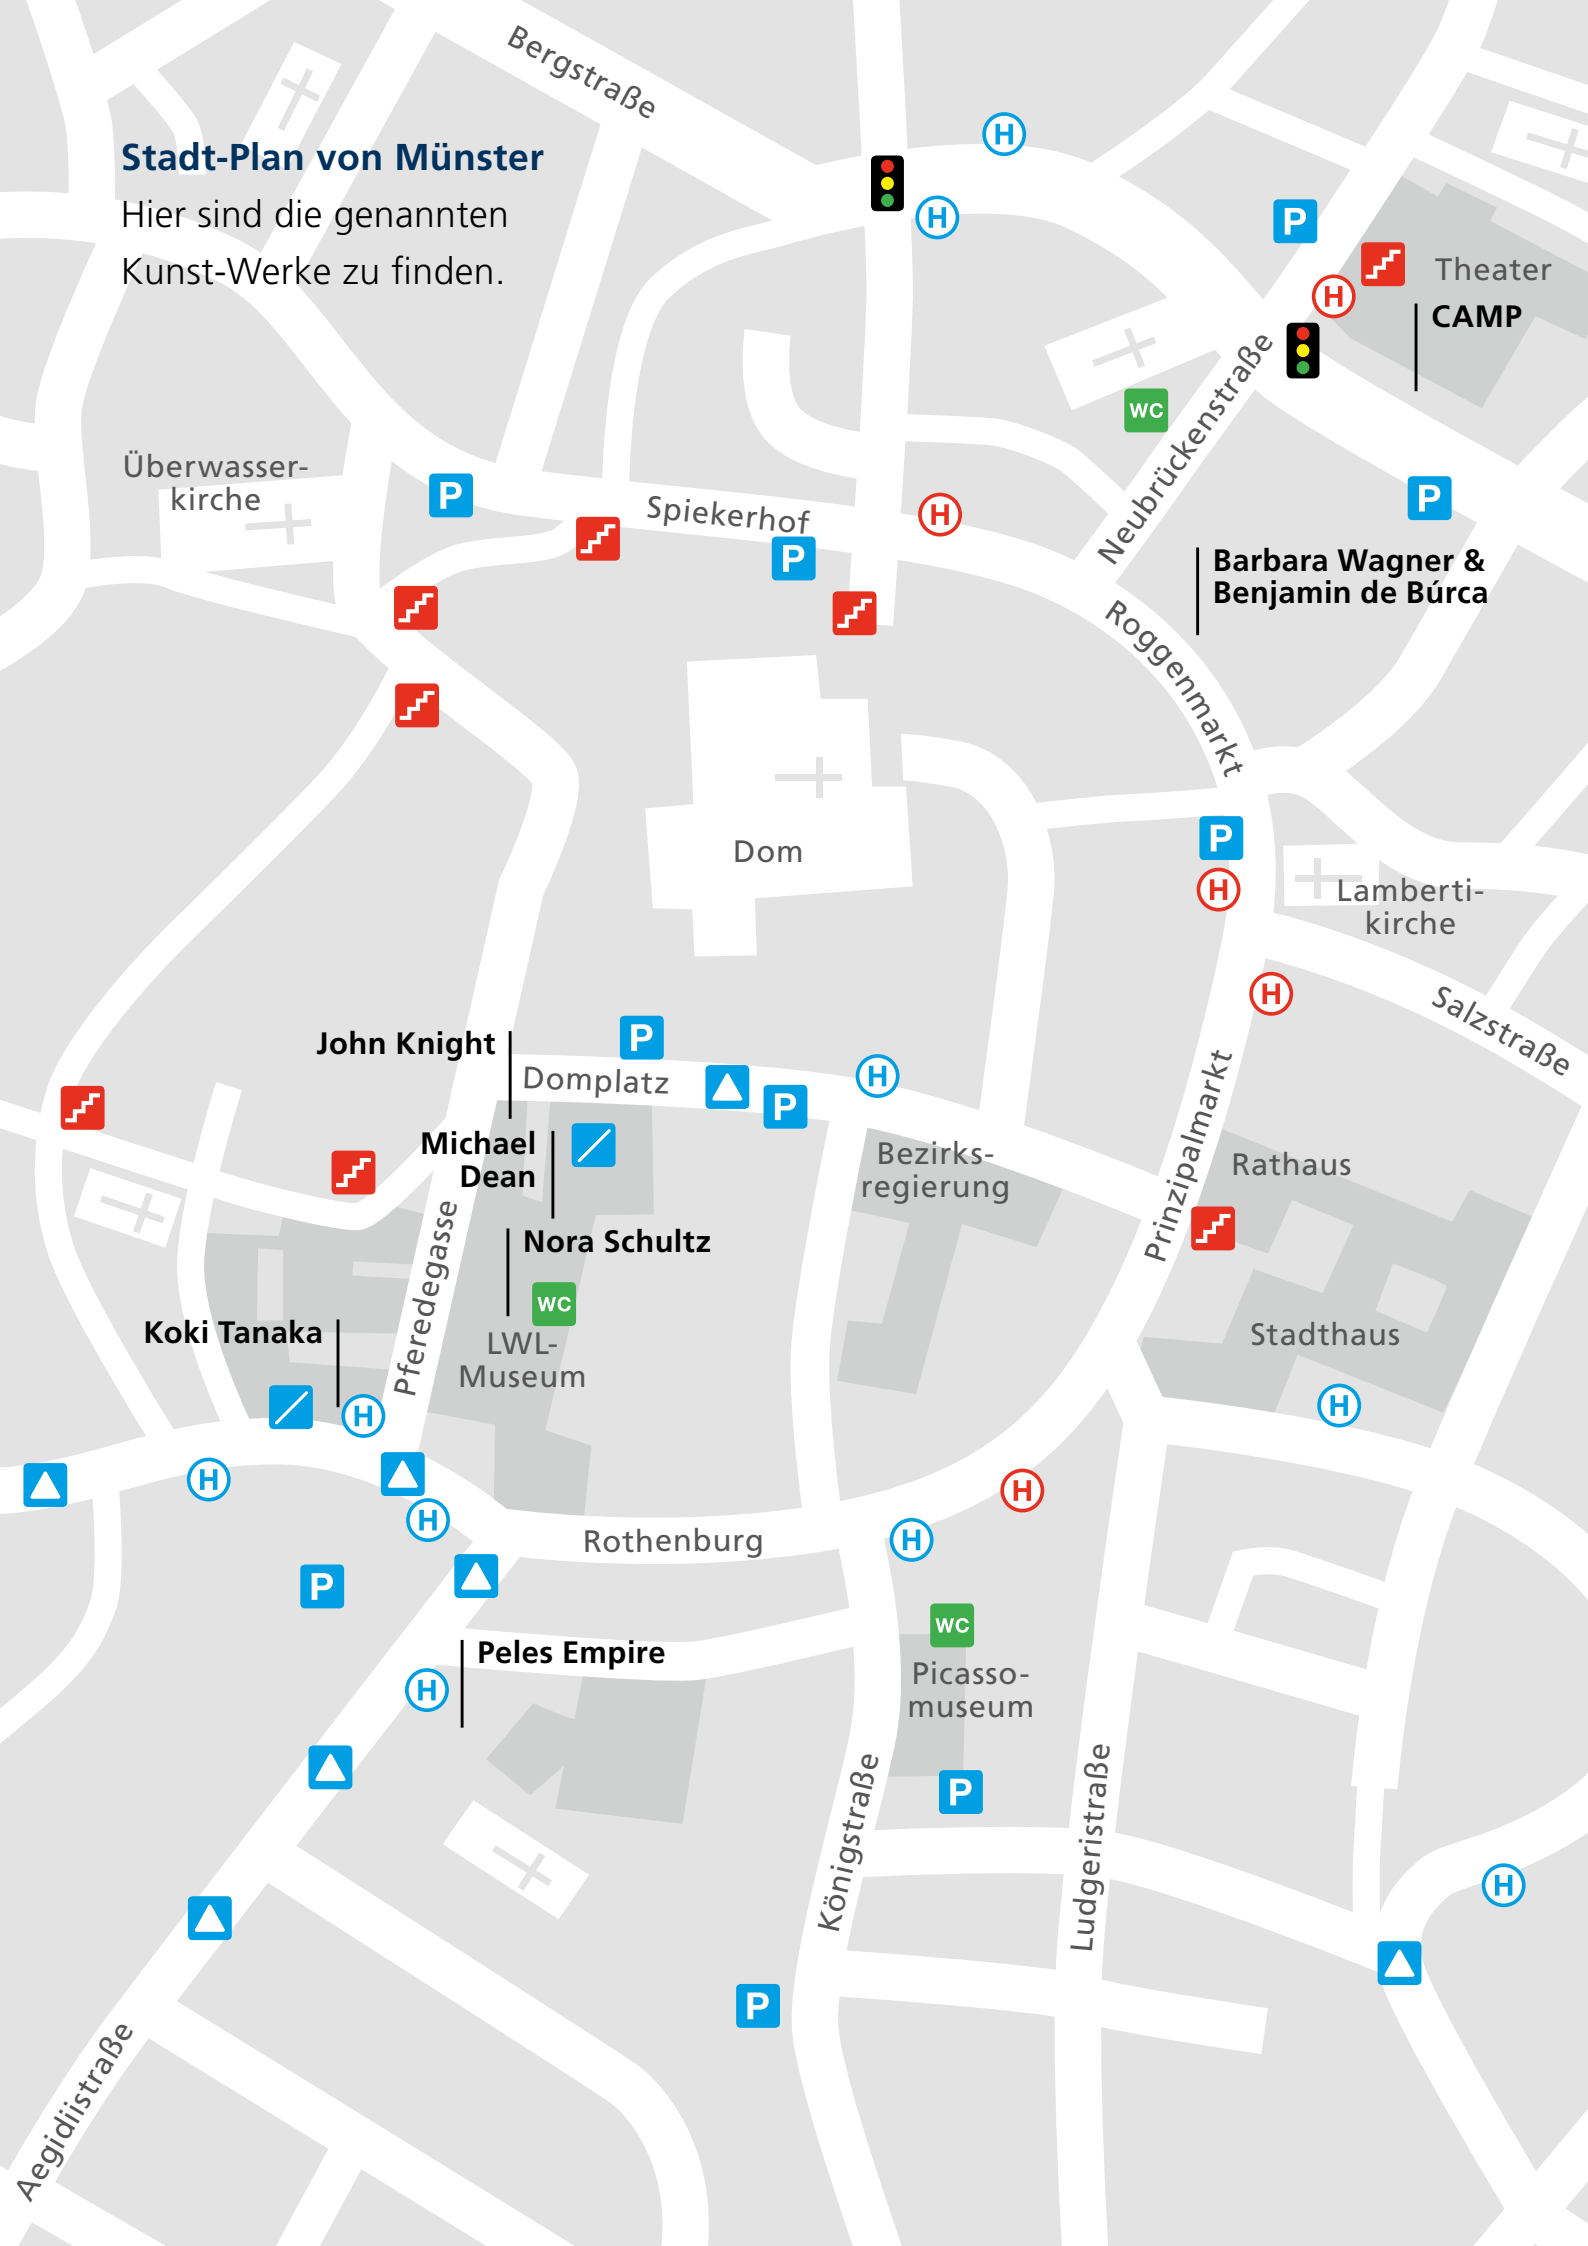 Bergstraße
H
Stadt-Plan von Münster
Hier sind die genannten
Kunst-Werke zu finden.
H
P
Theater
H
CAMP
Neubrückenstraße
WC
Überwasser-
kirche
P
P
Spiekerhof
H
P
Barbara Wagner &
Benjamin de Búrca
Roggenmarkt
P
Dom
H
Lamberti-
kirche
H
Salzstraße
P
John Knight
Domplatz
H
P
Prinzipalmarkt
Michael
Dean
Bezirks-
regierung
Rathaus
Pferedegasse
Nora Schultz
WC
Koki Tanaka
LWL-
Museum
Stadthaus
H
H
H
H
H
Rothenburg
H
P
WC
Peles Empire
Picasso-
museum
H
Königstraße
P
Ludgeristraße
H
P
Aegidiistraße